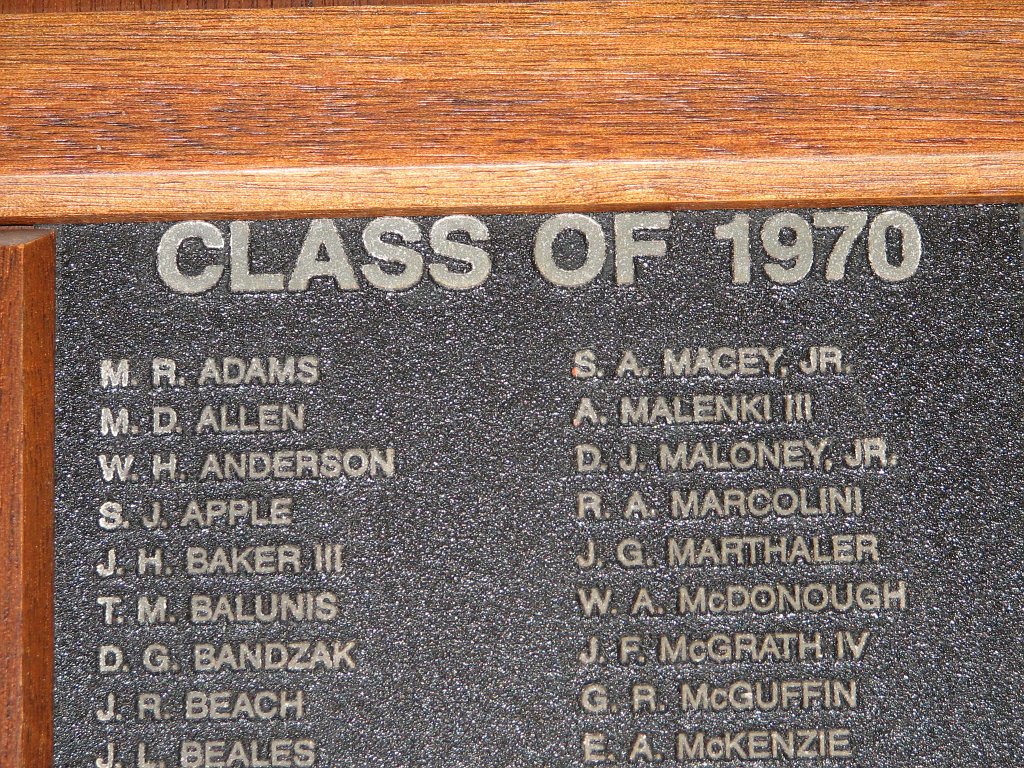 CLASS OF 1970
M. R. ADAMS
M. D. ALLEN
W. H. ANDERSON
S. J. APPLE
J. H. BAKER III
T. M. BALUNIS
D. G. BANDZAK
J. R. BEACH
J. L. BEALES
S. A. MACEY, JR.
A. MALENKI III
D. J. MALONEY, JR.
R. A. MARCOLINI
J. G. MARTHALER
W. A. McDONOUGH
J. F. McGRATH IV
G. R. McGUFFIN
E. A. McKENZIE